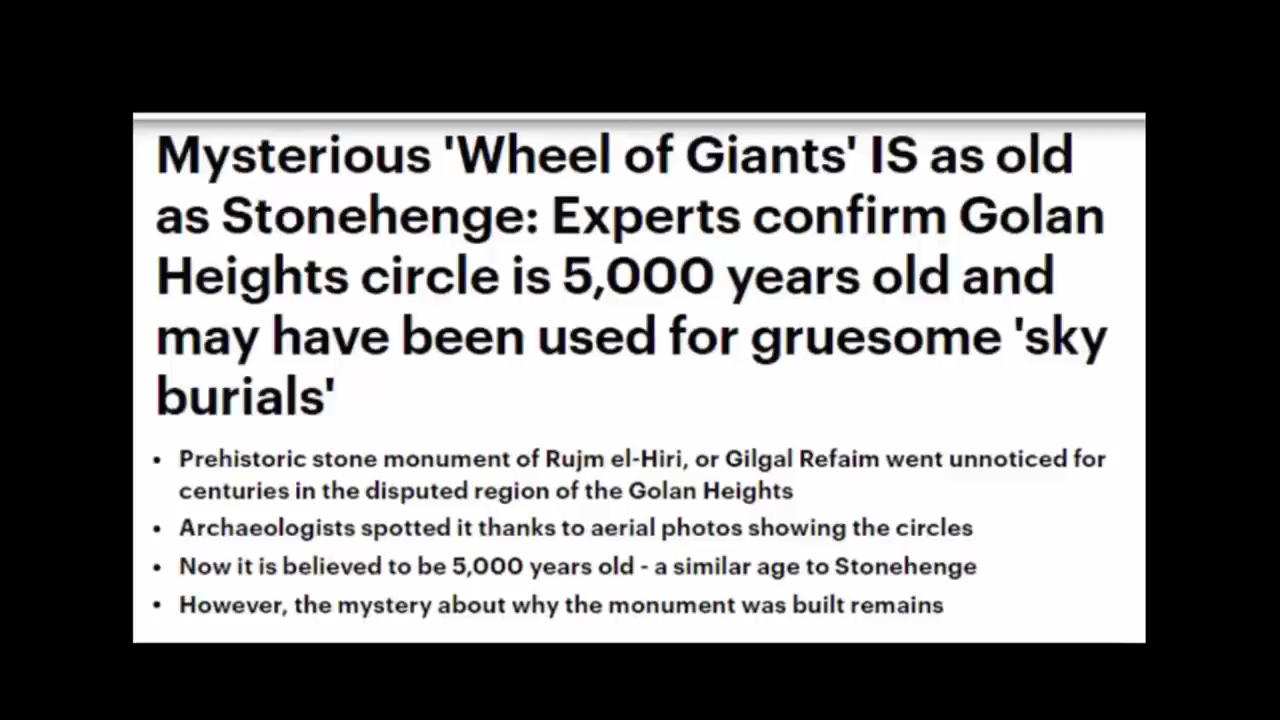 Mysterious 'Wheel of Giants' IS as old
as Stonehenge: Experts confirm Golan
Heights circle is 5,000 years old and
may have been used for gruesome 'sky
burials'
• Prehistoric stone monument of Rujm el-Hiri, or Gilgal Refaim went unnoticed for
centuries in the disputed region of the Golan Heights
• Archaeologists spotted it thanks to aerial photos showing the circles
• Now it is believed to be 5,000 years old - a similar age to Stonehenge
• However, the mystery about why the monument was built remains